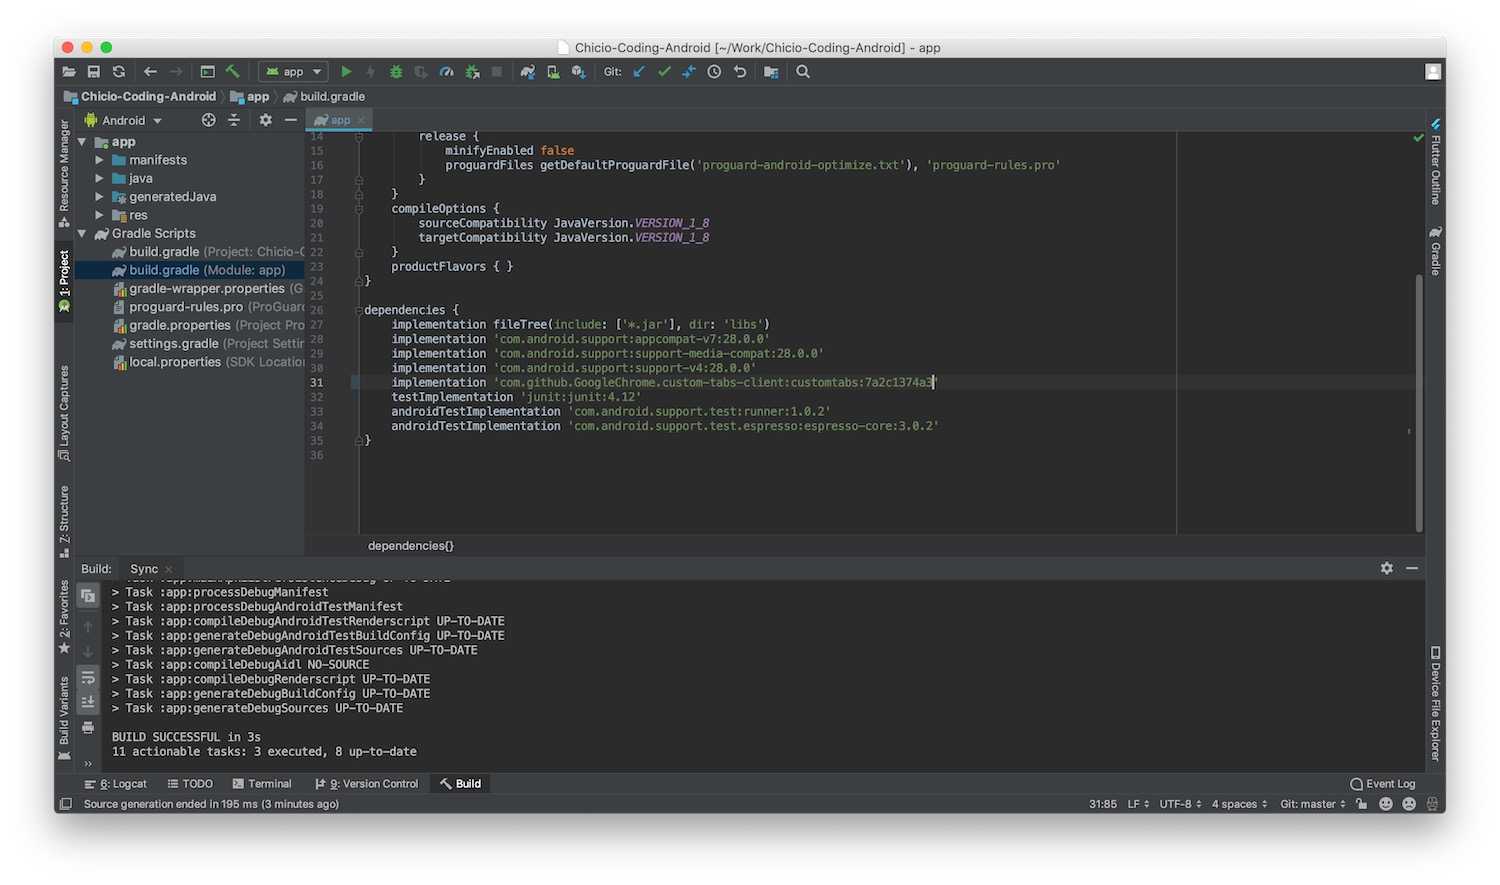 Chicio-Coding-Android [~/Work/Chicio-Coding-Android] - app
app
Git:
Chicio-Coding-Android app build.gradle
Android
app
Resource Manager
1: Project
Layout Captures
Z: Structure
2: Favorites
Build Variants
app
manifests
java
generatedJava
res
Gradle Scripts
build.gradle (Project: Chicio-C
build.gradle (Module: app)
gradle-wrapper.properties (G
proguard-rules.pro (ProGuar
gradle.properties (Project Pro
settings.gradle (Project Settin
local.properties (SDK Location
14 release {
15 minifyEnabled false
16 proguardFiles getDefaultProguardFile('proguard-android-optimize.txt'), 'proguard-rules.pro'
17 }
18 }
19 compileOptions {
20 sourceCompatibility JavaVersion.VERSION_1_8
21 targetCompatibility JavaVersion.VERSION_1_8
22 }
23 productFlavors { }
24 }
25
26 dependencies {
27 implementation fileTree(include: ['*.jar'], dir: 'libs')
28 implementation 'com.android.support:appcompat-v7:28.0.0'
29 implementation 'com.android.support:support-media-compat:28.0.0'
30 implementation 'com.android.support:support-v4:28.0.0'
31 implementation 'com.github.GoogleChrome.custom-tabs-client:customtabs:7a2c1374a3'
32 testImplementation 'junit:junit:4.12'
33 androidTestImplementation 'com.android.support.test:runner:1.0.2'
34 androidTestImplementation 'com.android.support.test.espresso:espresso-core:3.0.2'
35 }
36
dependencies{}
Flutter Outline
Gradle
Device File Explorer
Build: Sync
> Task :app:processDebugManifest
> Task :app:processDebugAndroidTestManifest
> Task :app:compileDebugAndroidTestRenderscript UP-TO-DATE
> Task :app:generateDebugAndroidTestBuildConfig UP-TO-DATE
> Task :app:generateDebugAndroidTestSources UP-TO-DATE
> Task :app:compileDebugAidl NO-SOURCE
> Task :app:compileDebugRenderscript UP-TO-DATE
> Task :app:generateDebugBuildConfig UP-TO-DATE
> Task :app:generateDebugSources UP-TO-DATE
BUILD SUCCESSFUL in 3s
11 actionable tasks: 3 executed, 8 up-to-date
6: Logcat TODO Terminal 9: Version Control Build Event Log
Source generation ended in 195 ms (3 minutes ago) 31:85 LF UTF-8 4 spaces Git: master